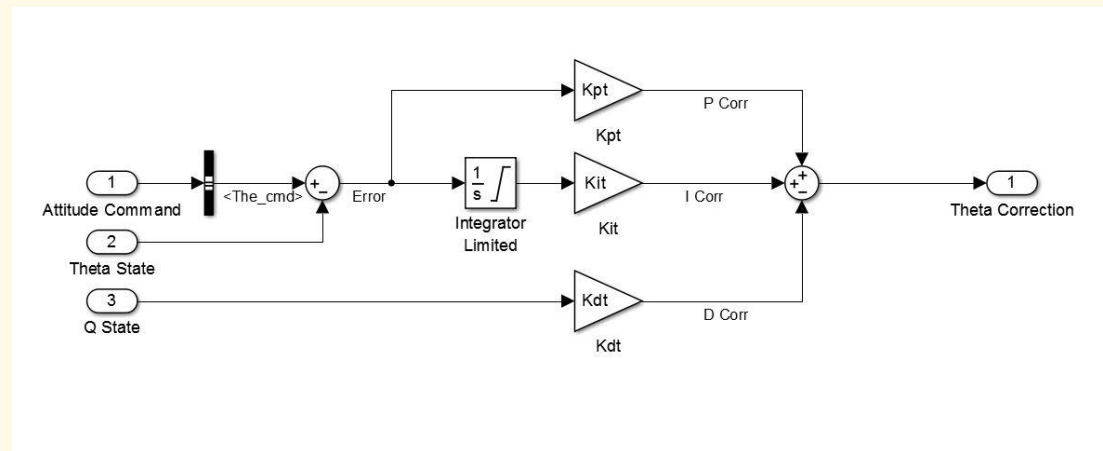 Kpt
P Corr
Kpt
1
Attitude Command
<The_cmd>
+
−
Error
1
s
Integrator
Limited
Kit
I Corr
Kit
+
+
−
1
Theta Correction
2
Theta State
3
Q State
Kdt
D Corr
Kdt